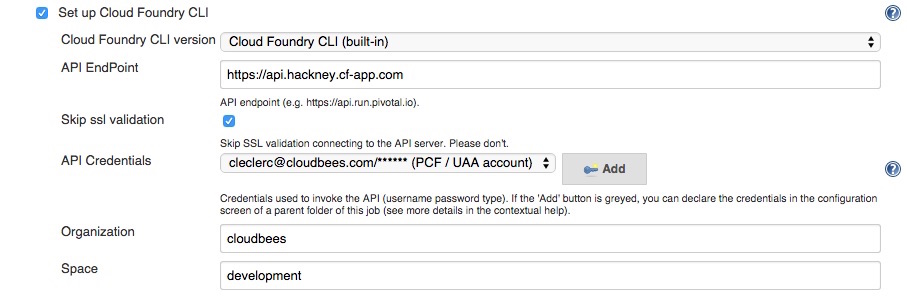 Set up Cloud Foundry CLI
Cloud Foundry CLI version Cloud Foundry CLI (built-in)
API EndPoint https://api.hackney.cf-app.com
API endpoint (e.g. https://api.run.pivotal.io).
Skip ssl validation
Skip SSL validation connecting to the API server. Please don't.
API Credentials cleclerc@cloudbees.com/****** (PCF / UAA account) Add
Credentials used to invoke the API (username password type). If the 'Add' button is greyed, you can declare the credentials in the configuration
screen of a parent folder of this job (see more details in the contextual help).
Organization cloudbees
Space development